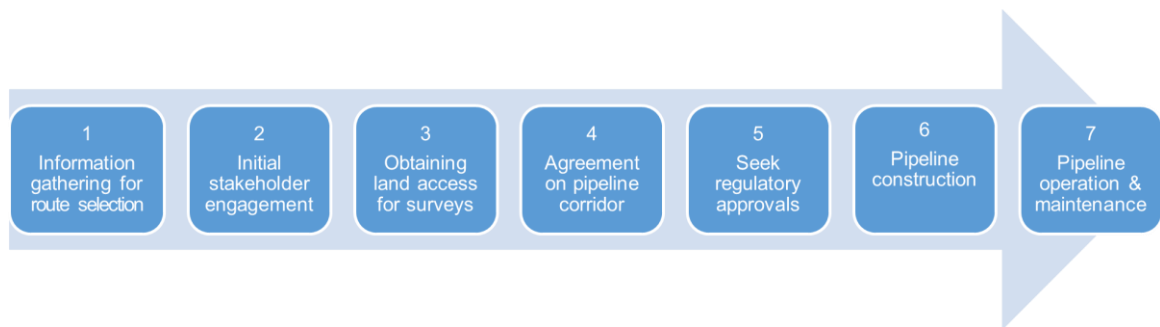 1
Information
gathering for
route selection
2
Initial
stakeholder
engagement
3
Obtaining
land access
for surveys
4
Agreement
on pipeline
corridor
5
Seek
regulatory
approvals
6
Pipeline
construction
7
Pipeline
operation &
maintenance